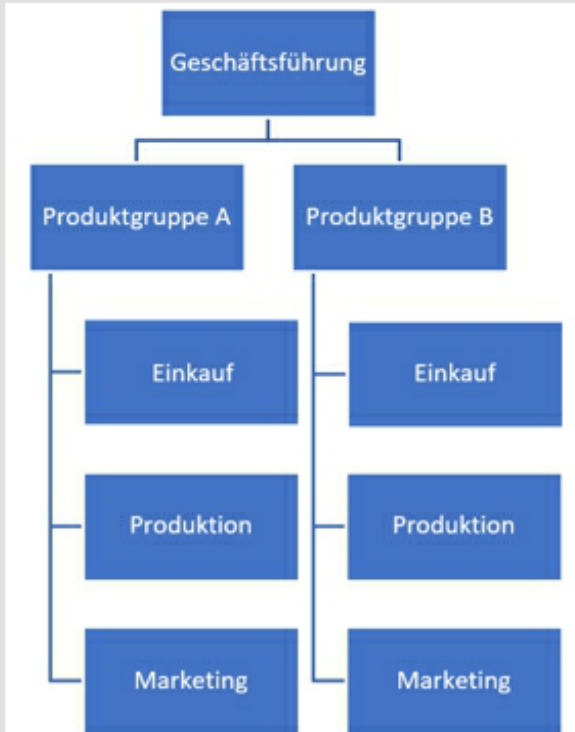 Geschäftsführung
Produktgruppe A
Produktgruppe B
Einkauf
Einkauf
Produktion
Produktion
Marketing
Marketing